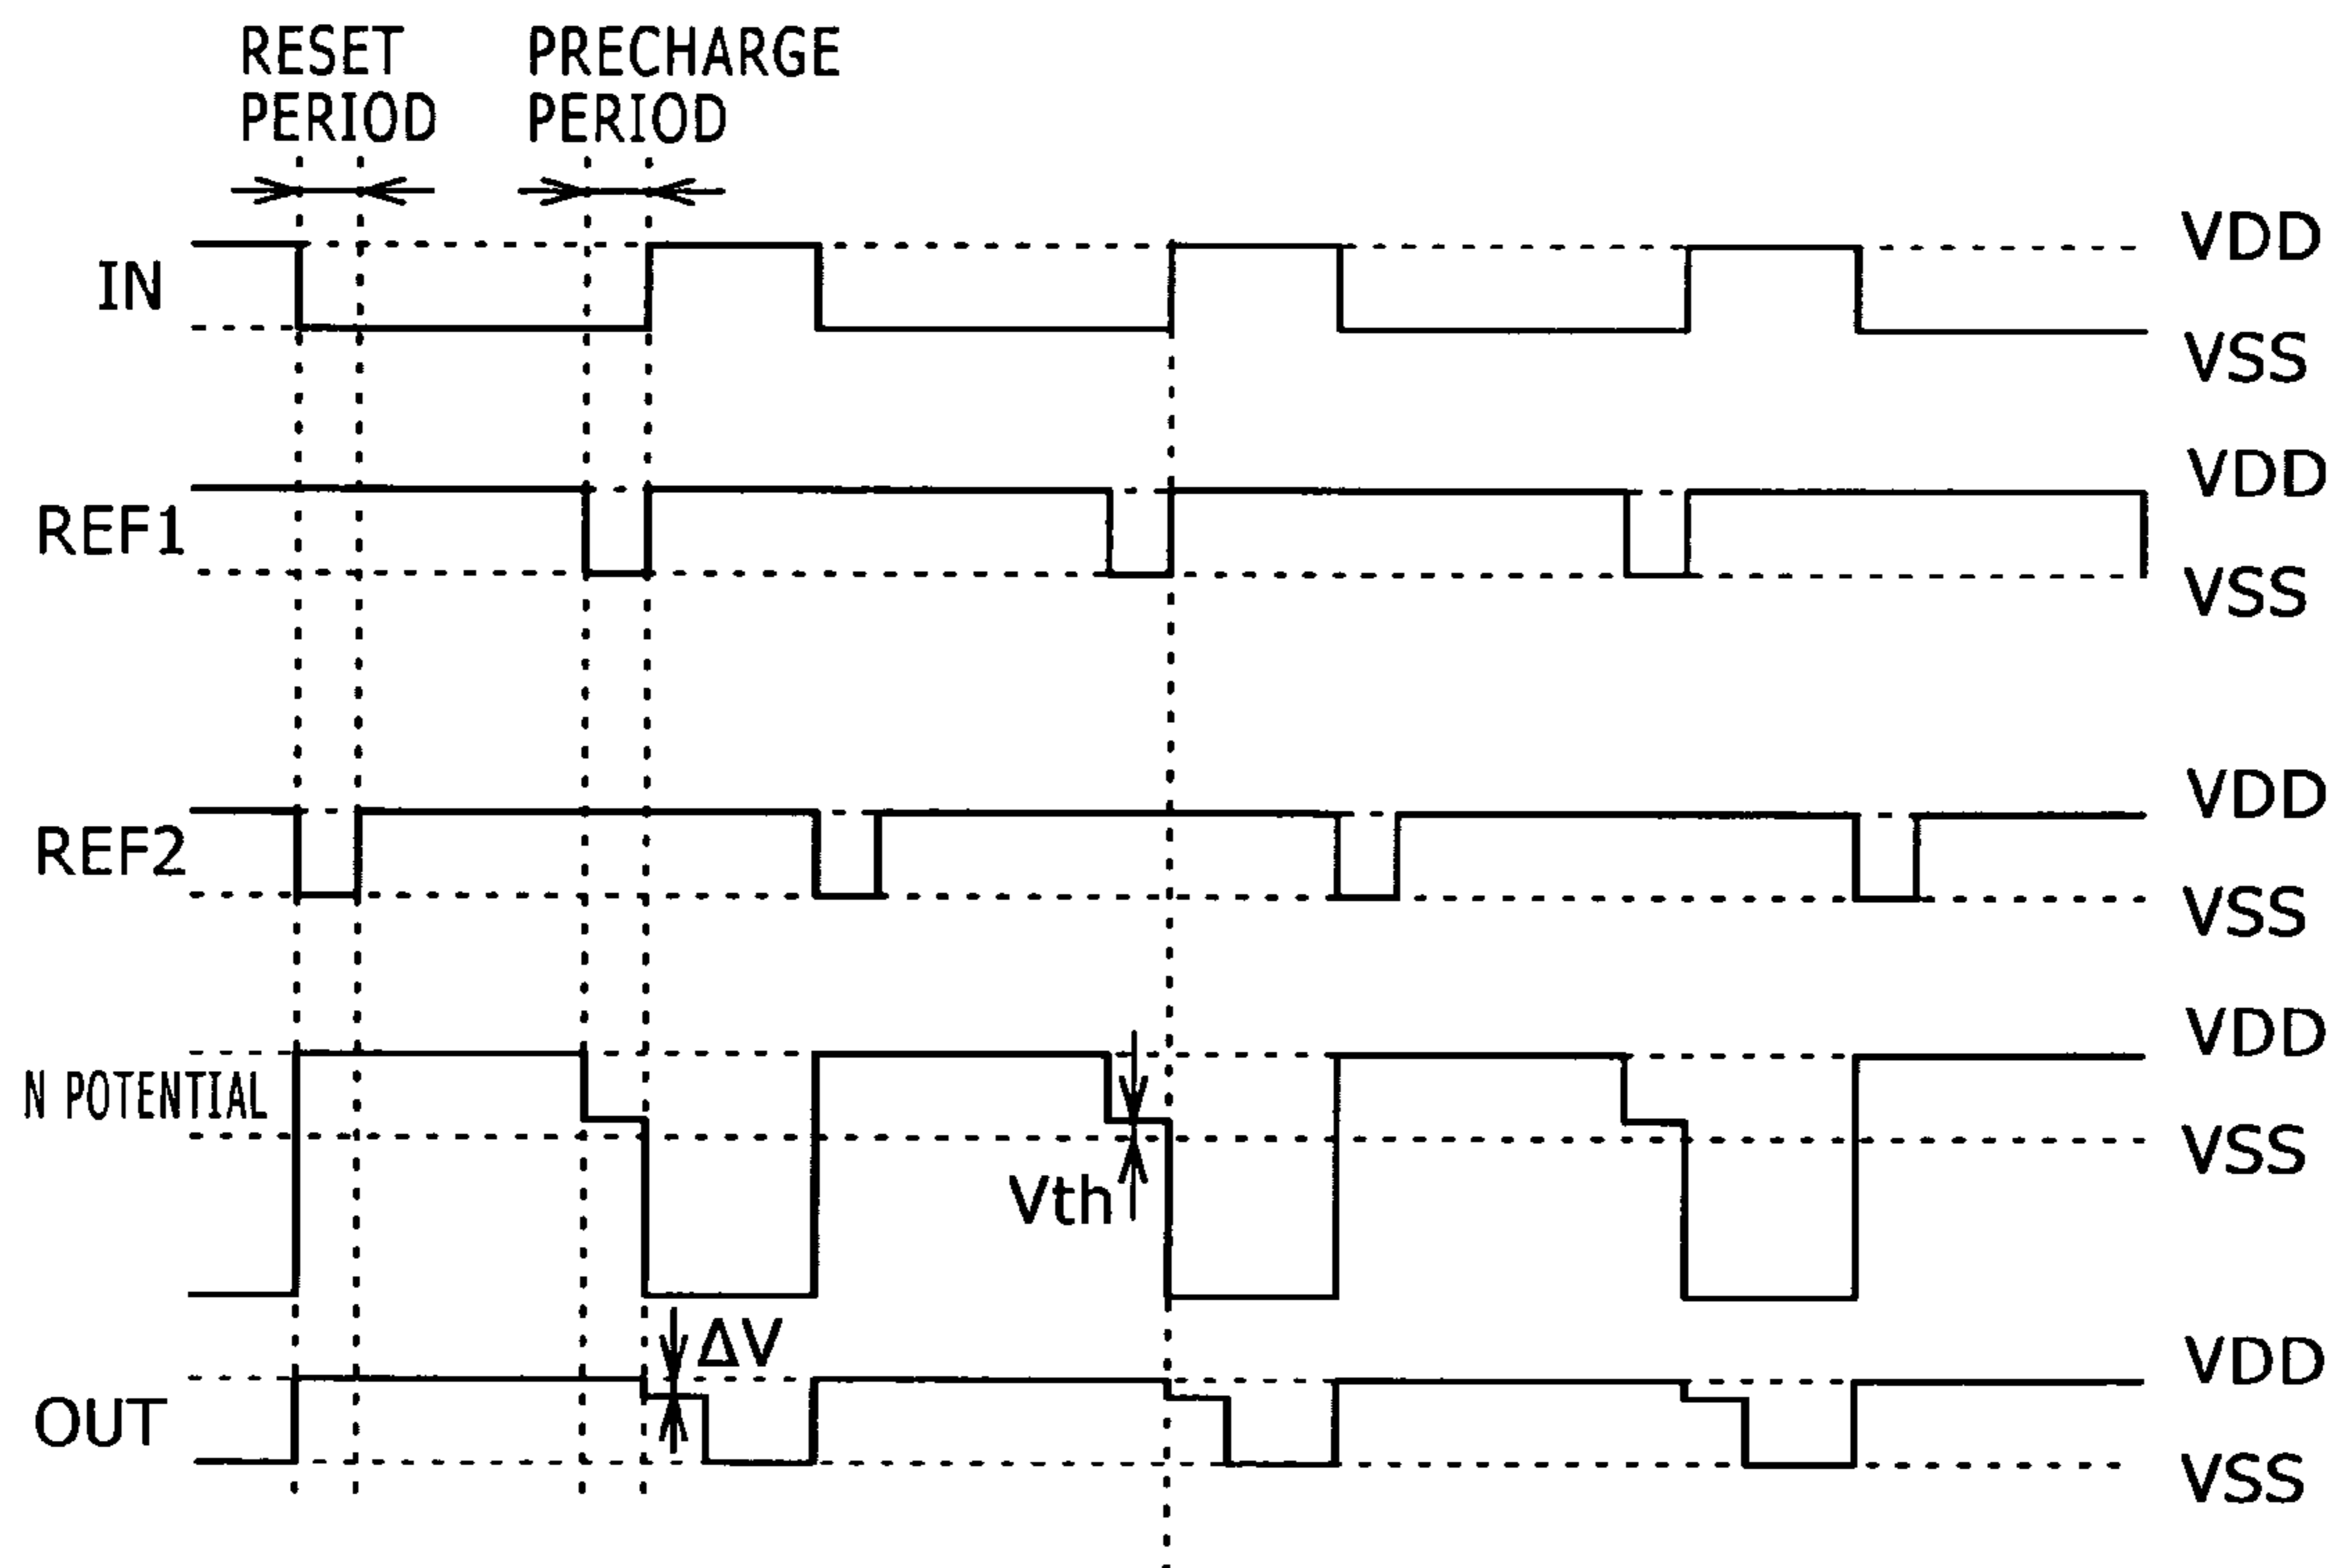 RESET
PERIOD
PRECHARGE
PERIOD
IN
VDD
VSS
REF1
VDD
VSS
REF2
VDD
VSS
N POTENTIAL
VDD
VSS
Vth
ΔV
OUT
VDD
VSS